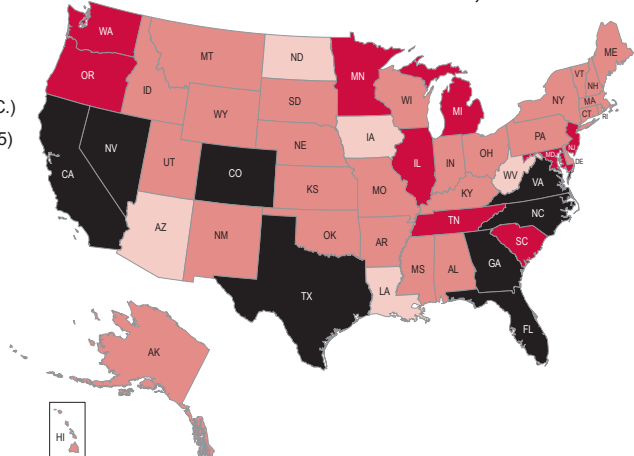 WA
ME
MT
ND
MN
VT
OR
NH
ID
SD
WI
NY
MA
C.)
MI
CT
RI
WY
5)
IA
PA
NE
NJ
NV
IL
IN
OH
MD
DE
UT
CO
WV
CA
VA
KS
MO
KY
NC
TN
AZ
NM
OK
AR
SC
MS
AL
GA
LA
TX
FL
AK
HI